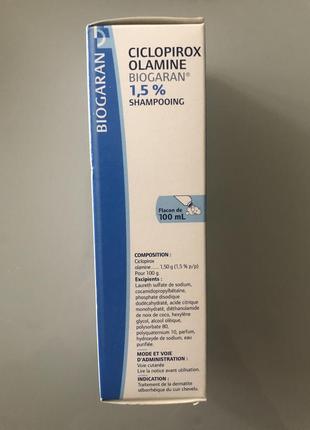 BIOGARAN
CICLOPIROX
OLAMINE
BIOGARAN®
1,5 %
SHAMPOOING
Flacon de
100 mL
COMPOSITION :
Ciclopirox
olamine ..... 1,50 g (1,5 % p/p)
Pour 100 g.
Excipients :
Laureth sulfate de sodium,
cocamidopropylbétaïne,
phosphate disodique
dodécahydraté, acide citrique
monohydraté, diéthanolamide
de noix de coco, hexylène
glycol, alcool oléique,
polysorbate 80,
polyquaternium 10, parfum,
hydroxyde de sodium, eau
purifiée.
MODE ET VOIE
D'ADMINISTRATION :
Voie cutanée
Lire la notice avant utilisation.
INDICATION :
Traitement de la dermatite
séborrhéique du cuir chevelu.